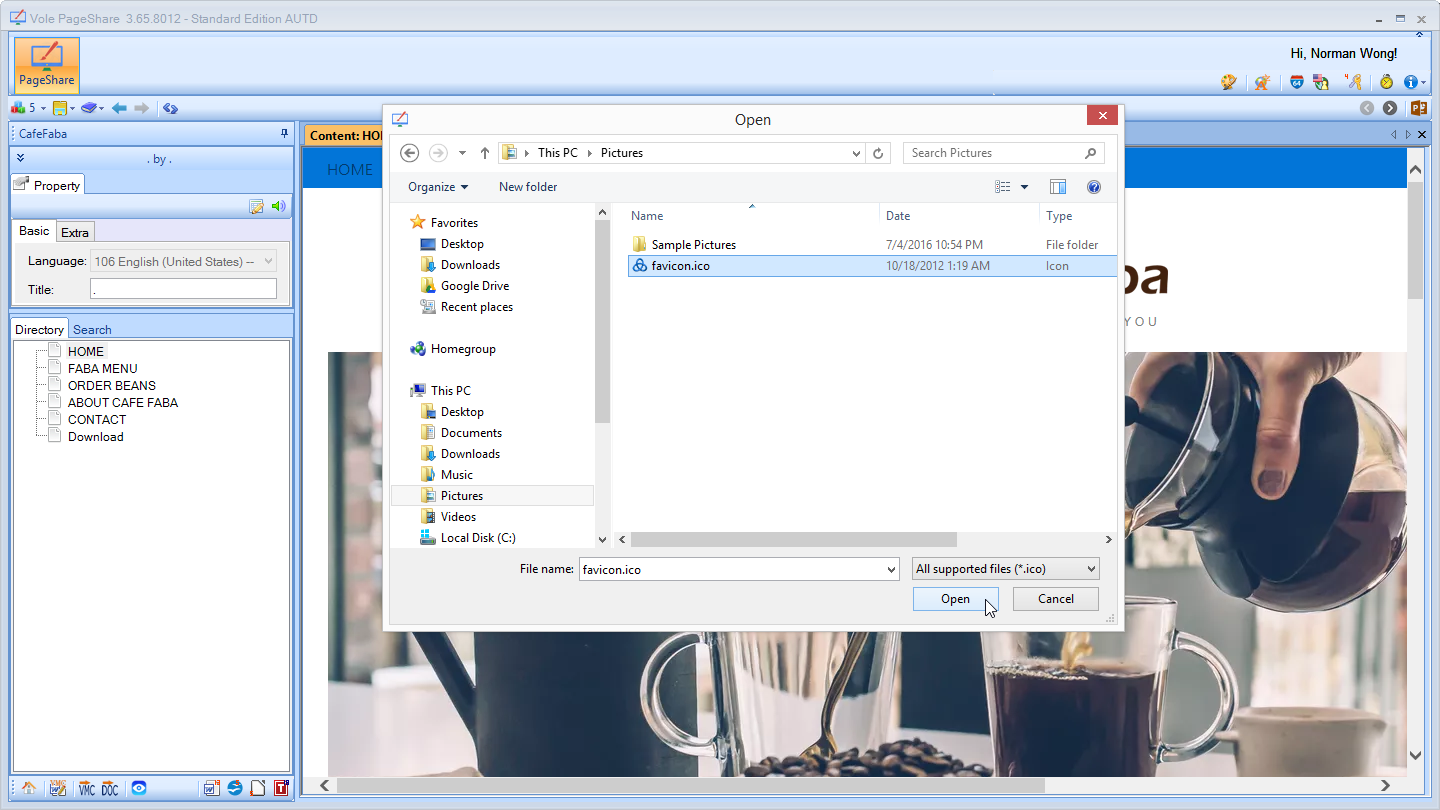 Vole PageShare 3.65.8012 - Standard Edition AUTD
PageShare
Hi, Norman Wong!
5
CafeFaba
. by .
Property
Basic
Extra
Language:
106 English (United States) --
Title:
.
Directory
Search
HOME
FABA MENU
ORDER BEANS
ABOUT CAFE FABA
CONTACT
Download
VMC
DOC
Content: HO
HOME
ba
YOU
Open
This PC
Pictures
Search Pictures
Organize
New folder
Favorites
Desktop
Downloads
Google Drive
Recent places
Homegroup
This PC
Desktop
Documents
Downloads
Music
Pictures
Videos
Local Disk (C:)
Name Date Type
Sample Pictures 7/4/2016 10:54 PM File folder
favicon.ico 10/18/2012 1:19 AM Icon
File name:
favicon.ico
All supported files (*.ico)
Open
Cancel